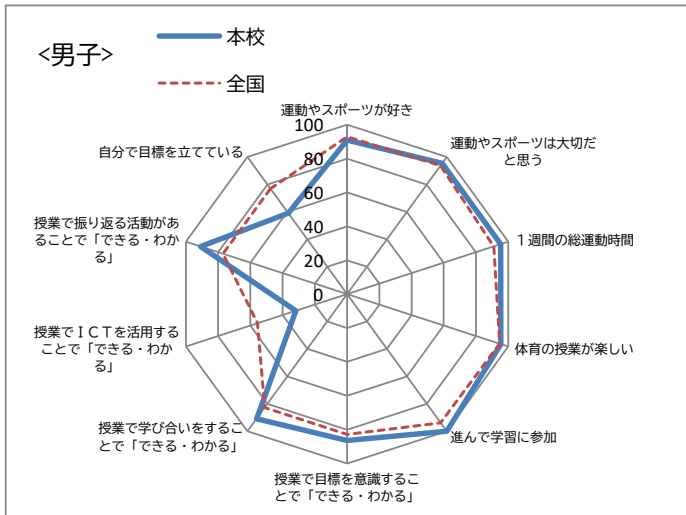 <男子>
本校
全国
運動やスポーツが好き
運動やスポーツは大切だ
と思う
１週間の総運動時間
体育の授業が楽しい
進んで学習に参加
授業で目標を意識するこ
とで「できる・わかる」
授業で学び合いをするこ
とで「できる・わかる」
授業でＩＣＴを活用する
ことで「できる・わか
る」
授業で振り返る活動があ
ることで「できる・わか
る」
自分で目標を立てている
100
80
60
40
20
0